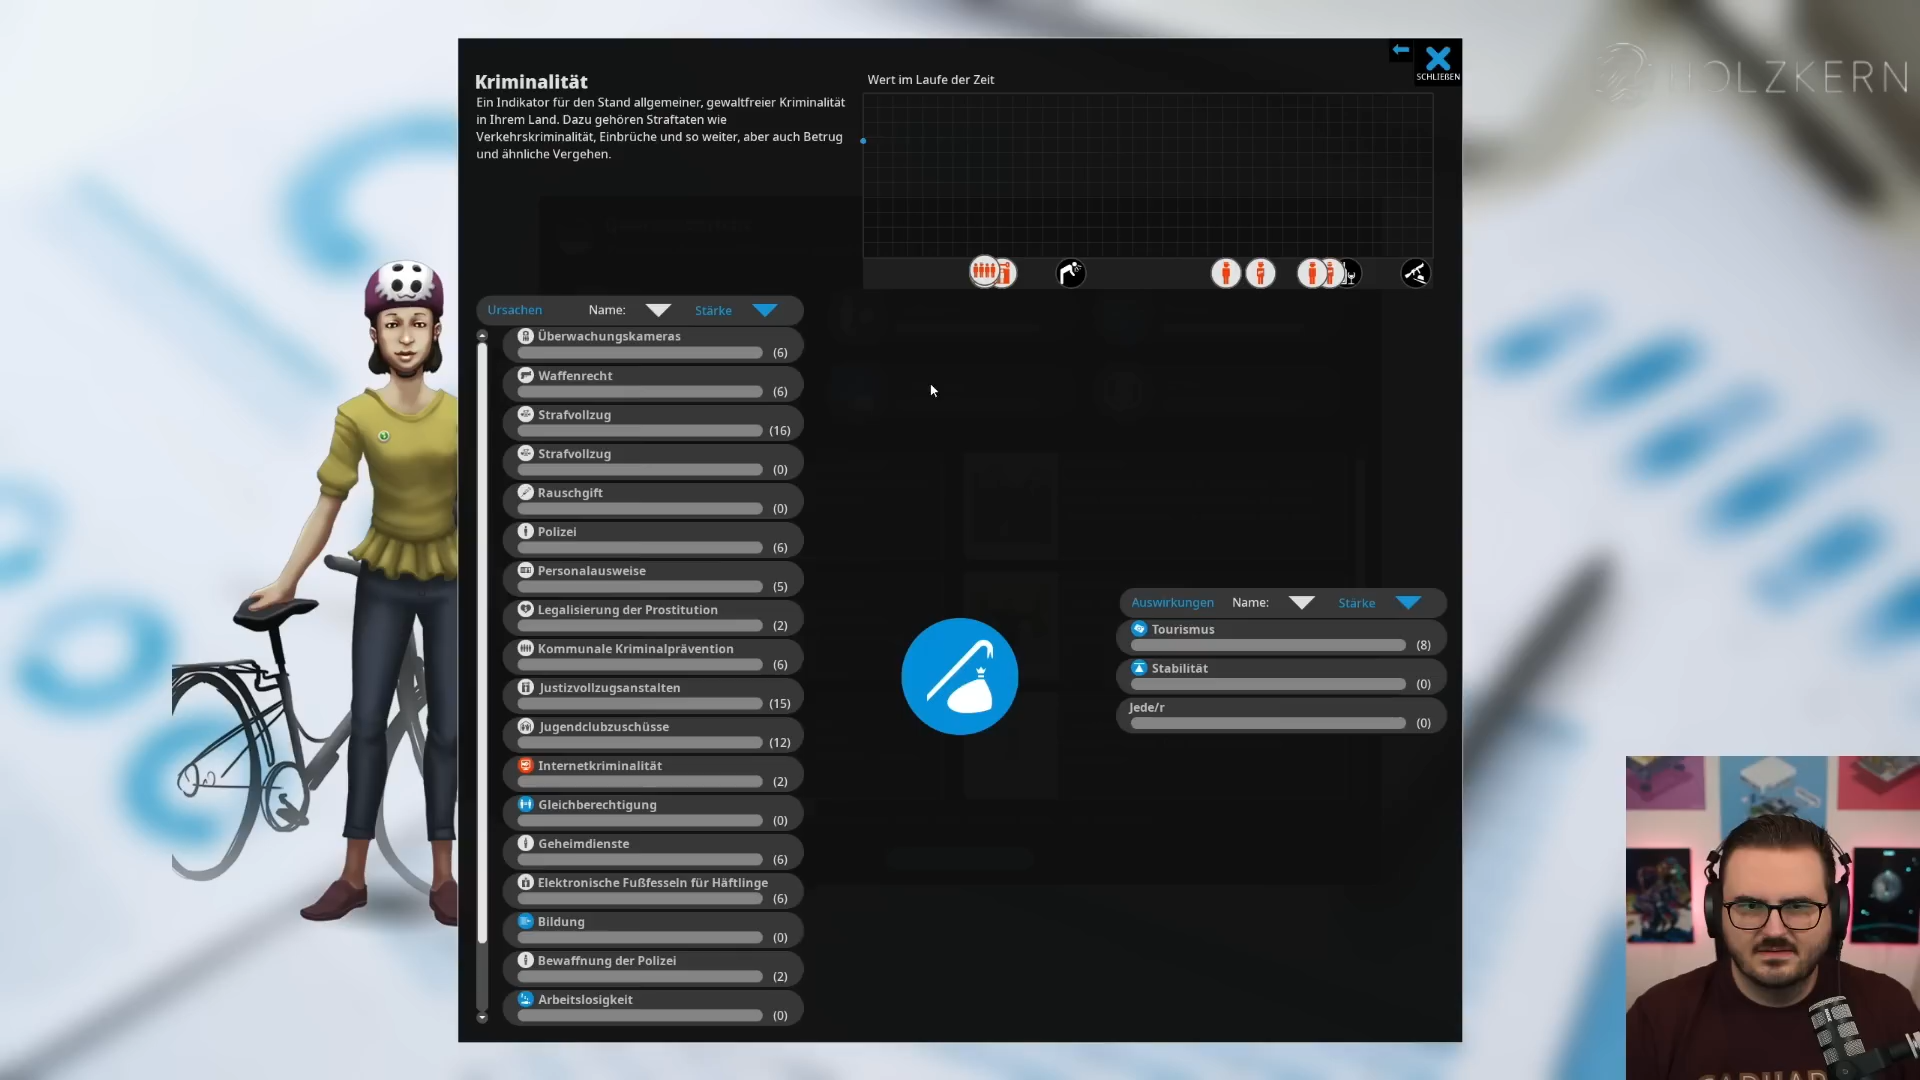 HOLZKERN
SCHLIEẞEN
Kriminalität
Ein Indikator für den Stand allgemeiner, gewaltfreier Kriminalität
in Ihrem Land. Dazu gehören Straftaten wie
Verkehrskriminalität, Einbrüche und so weiter, aber auch Betrug
und ähnliche Vergehen.
Wert im Laufe der Zeit
Ursachen Name: Stärke
Überwachungskameras
(6)
Waffenrecht
(6)
Strafvollzug
(16)
Strafvollzug
(0)
Rauschgift
(0)
Polizei
(6)
Personalausweise
(5)
Legalisierung der Prostitution
(2)
Kommunale Kriminalprävention
(6)
Justizvollzugsanstalten
(15)
Jugendclubzuschüsse
(12)
Internetkriminalität
(2)
Gleichberechtigung
(0)
Geheimdienste
(6)
Elektronische Fußfesseln für Häftlinge
(6)
Bildung
(0)
Bewaffnung der Polizei
(2)
Arbeitslosigkeit
(0)
Auswirkungen Name: Stärke
Tourismus
(8)
Stabilität
(0)
Jede/r
(0)